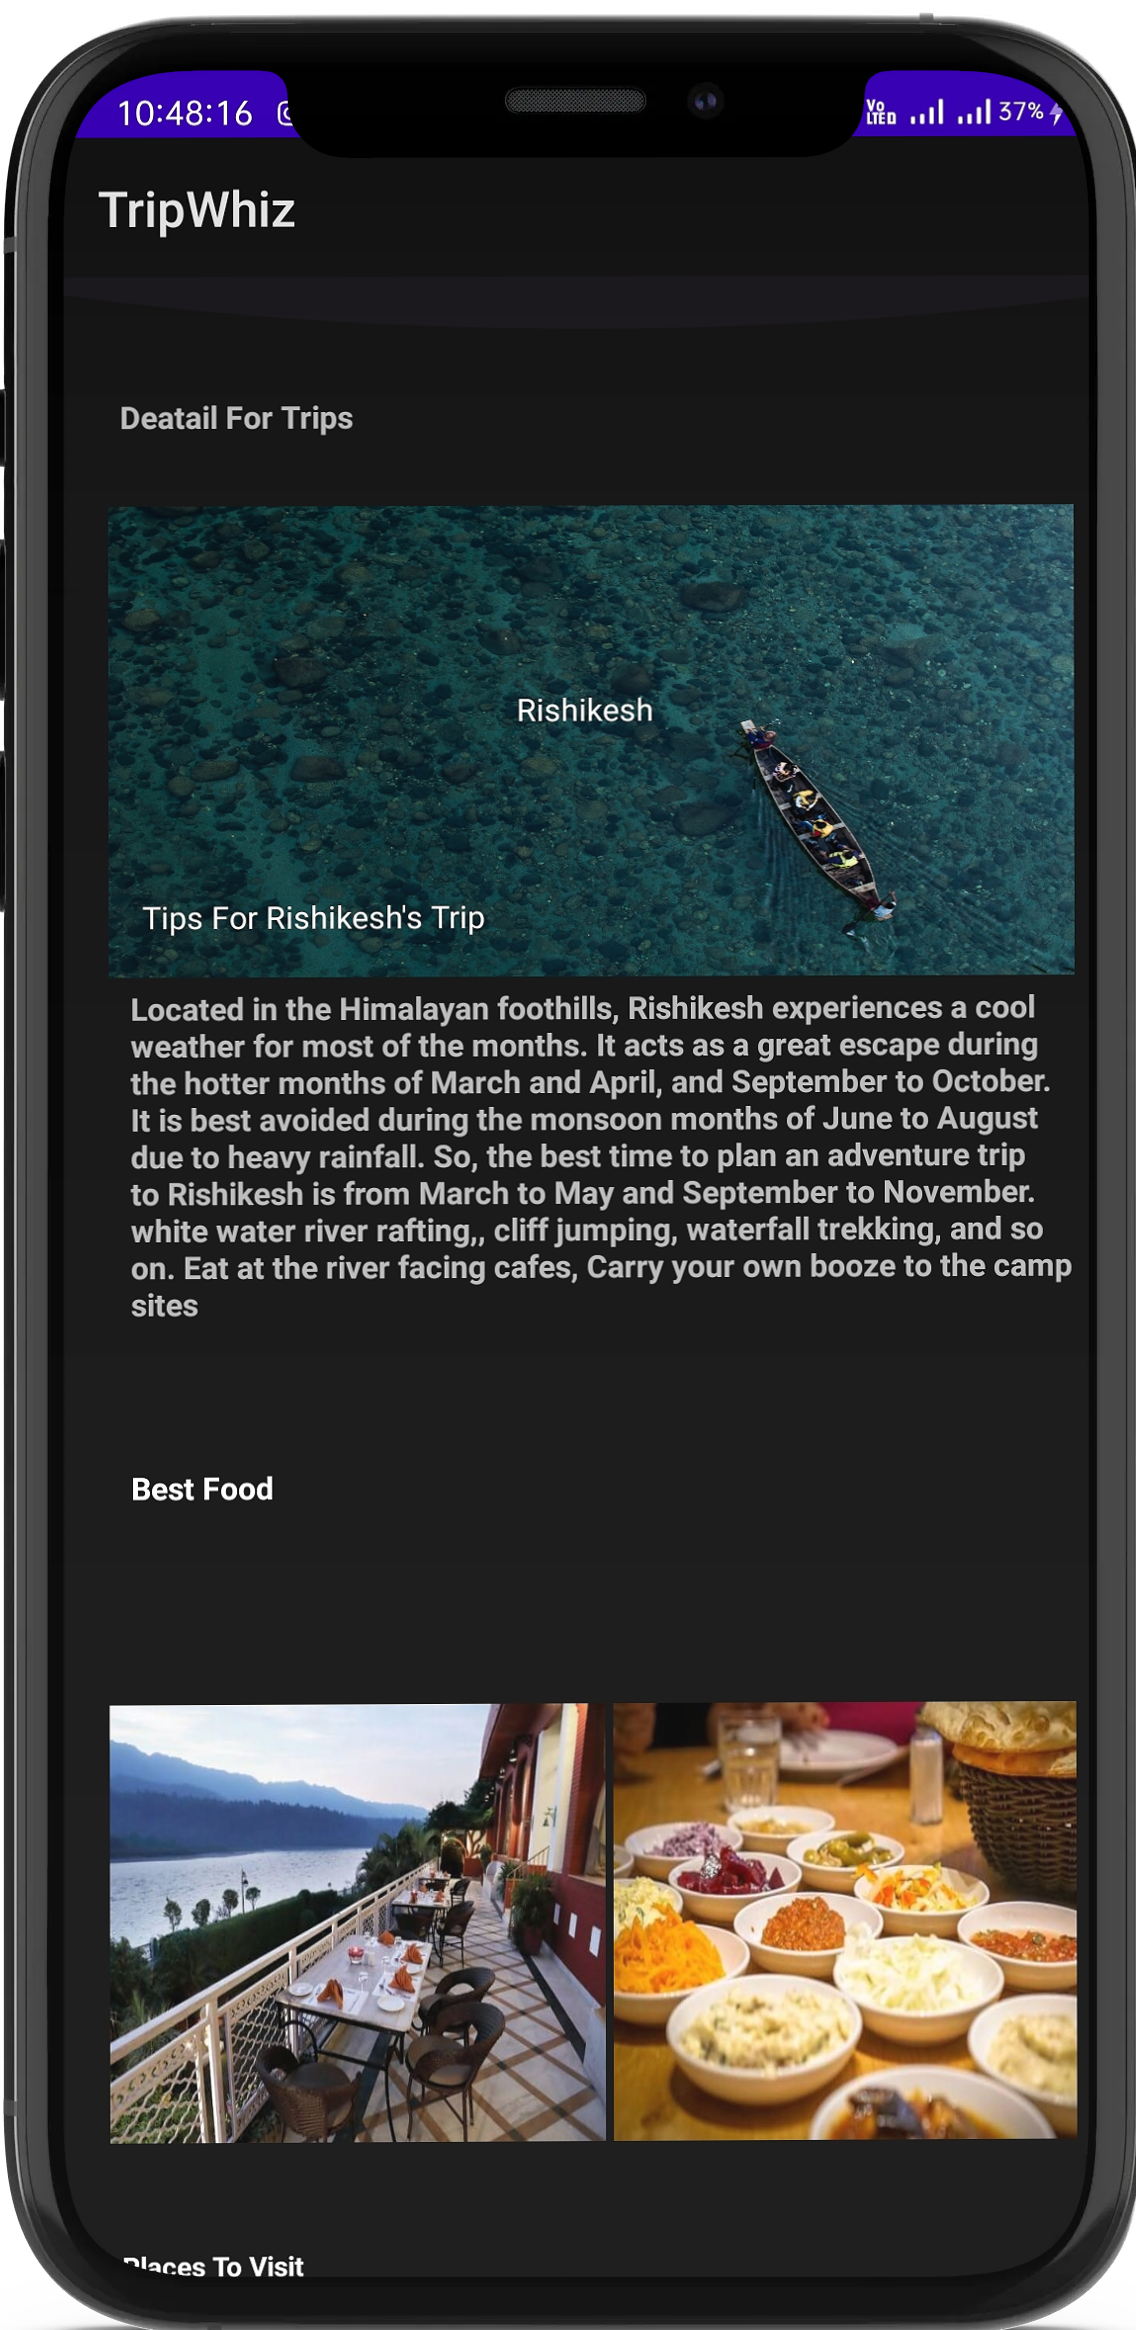 10:48:16
Vo
LTED
37%
TripWhiz
Deatail For Trips
Rishikesh
Tips For Rishikesh's Trip
Located in the Himalayan foothills, Rishikesh experiences a cool
weather for most of the months. It acts as a great escape during
the hotter months of March and April, and September to October.
It is best avoided during the monsoon months of June to August
due to heavy rainfall. So, the best time to plan an adventure trip
to Rishikesh is from March to May and September to November.
white water river rafting,, cliff jumping, waterfall trekking, and so
on. Eat at the river facing cafes, Carry your own booze to the camp
sites
Best Food
Places To Visit